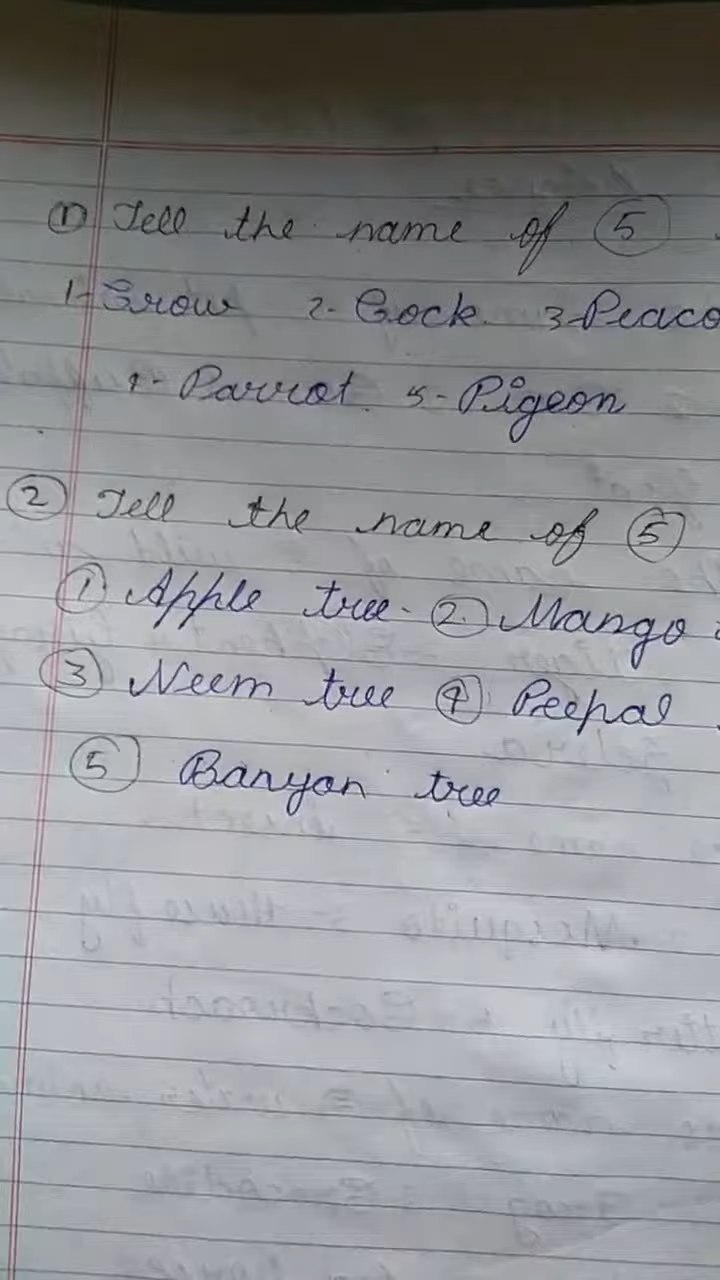 ① Tell the name of ⑤
1- Crow 2- Cock 3- Peaco
4- Parrot 5- Pigeon
② Tell the name of ⑤
① Apple tree ② Mango
③ Neem tree ④ Peepal
⑤ Banyan tree